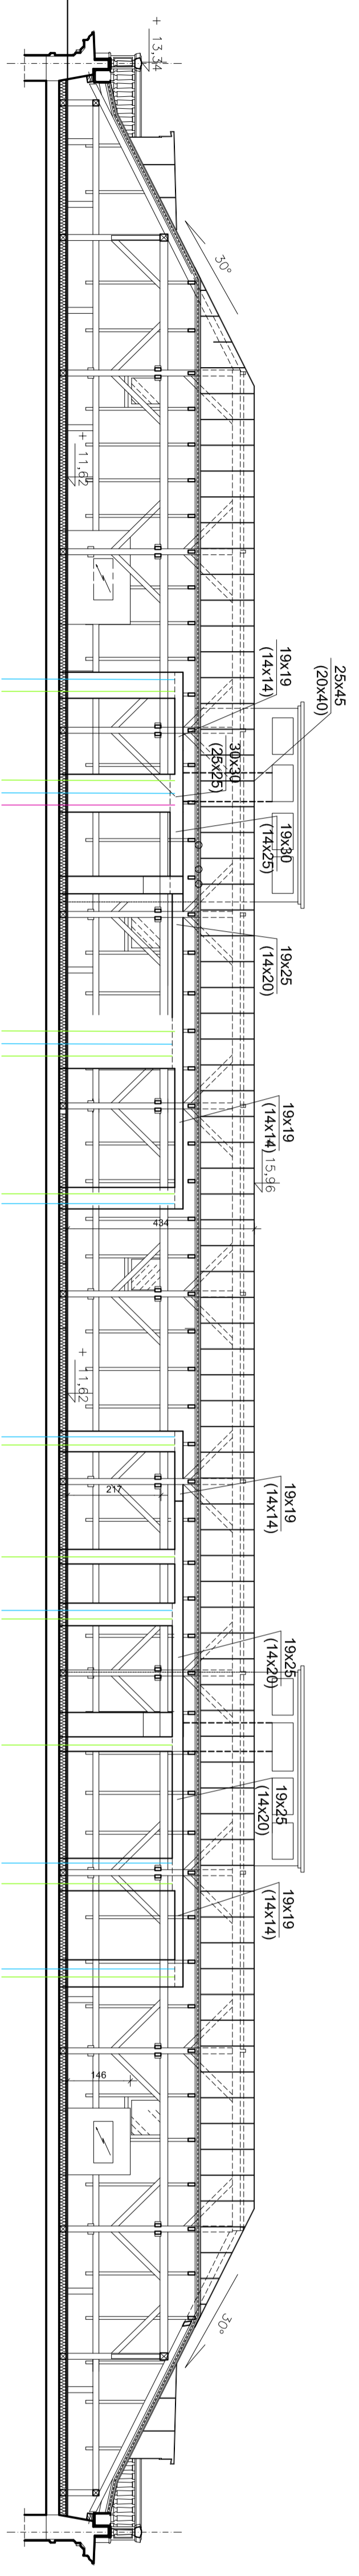 + 13,34
30°
+ 11,62
25x45
(20x40)
19x19
(14x14)
30x30
(25x25)
19x30
(14x25)
19x25
(14x20)
19x19
(14x14)
15,96
434
+ 11,62
19x19
(14x14)
217
19x25
(14x20)
19x25
(14x20)
19x19
(14x14)
146
30°